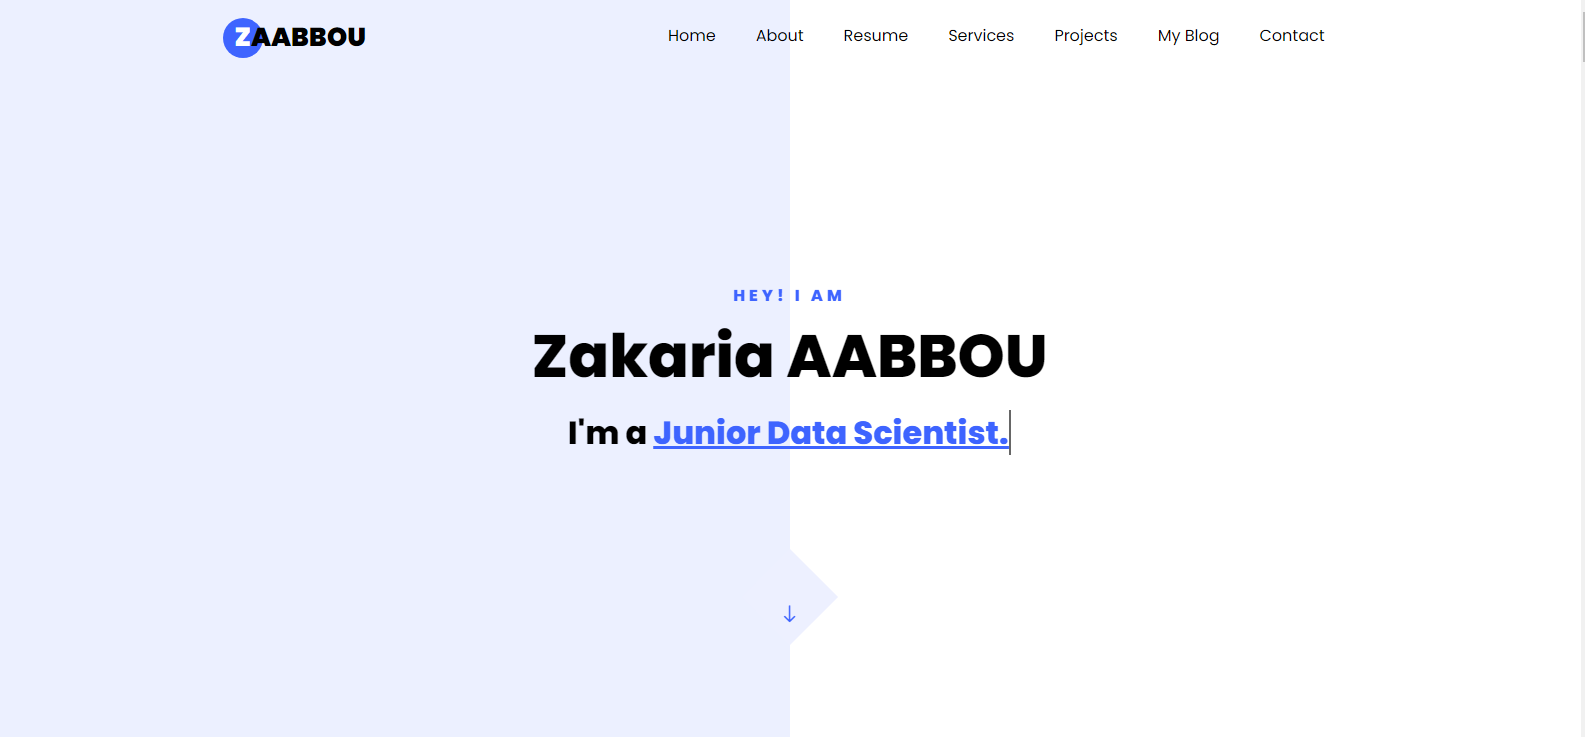 ZAABBOU
Home About Resume Services Projects My Blog Contact
HEY! I AM
Zakaria AABBOU
I'm a Junior Data Scientist.